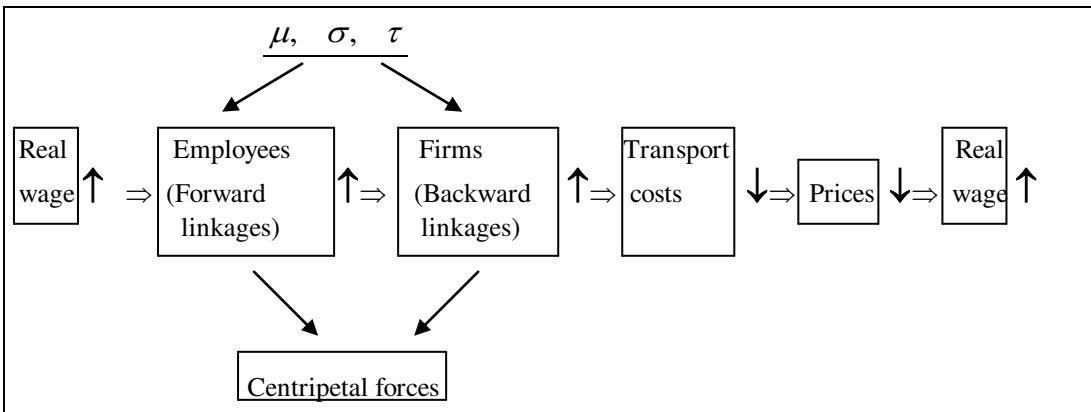 μ, σ, τ
Real
wage ↑ ⇒
Employees
(Forward
linkages)
↑ ⇒
Firms
(Backward
linkages)
↑ ⇒
Transport
costs
↓ ⇒
Prices
↓ ⇒
Real
wage ↑
Centripetal forces